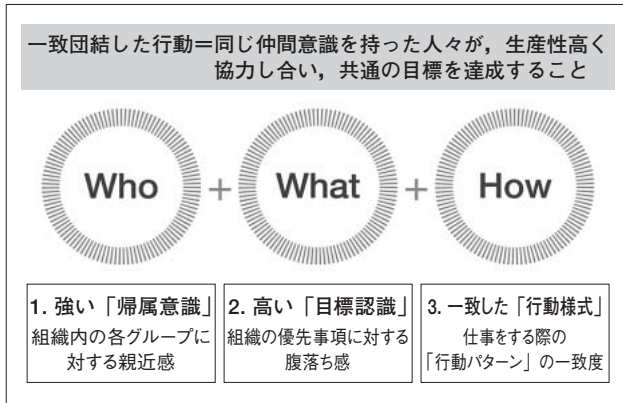 一致団結した行動＝同じ仲間意識を持った人々が，生産性高く
協力し合い，共通の目標を達成すること
Who + What + How
1. 強い「帰属意識」
組織内の各グループに
対する親近感
2. 高い「目標認識」
組織の優先事項に対する
腹落ち感
3. 一致した「行動様式」
仕事をする際の
「行動パターン」の一致度